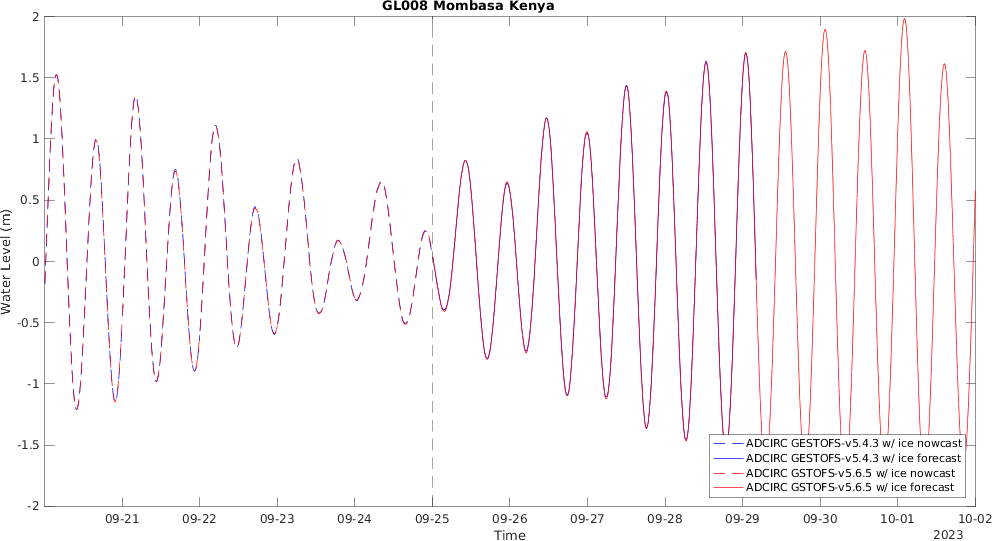 GL008 Mombasa Kenya
2
1.5
1
0.5
0
-0.5
-1
-1.5
-2
Water Level (m)
ADCIRC GESTOFS-v5.4.3 w/ ice nowcast
ADCIRC GESTOFS-v5.4.3 w/ ice forecast
ADCIRC GSTOFS-v5.6.5 w/ ice nowcast
ADCIRC GSTOFS-v5.6.5 w/ ice forecast
09-21 09-22 09-23 09-24 09-25 09-26 09-27 09-28 09-29 09-30 10-01 10-02
Time
2023